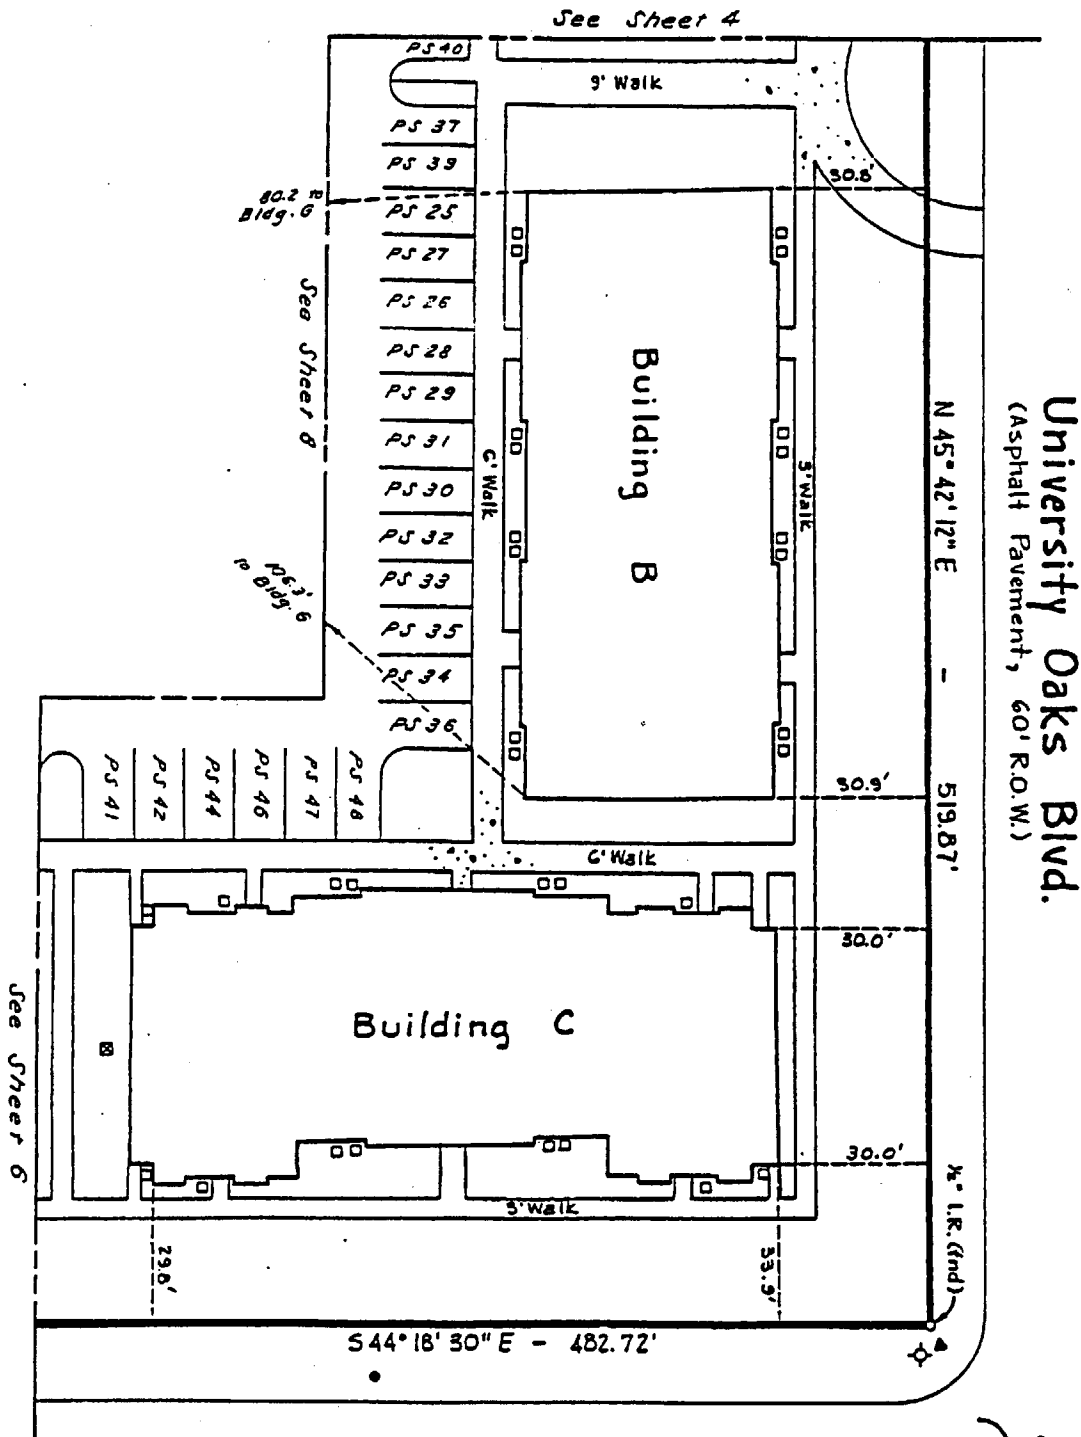 See Sheet 4
PS 40
9' Walk
PS 37
PS 39
30.8'
80.2 to
Bldg. G
PS 25
PS 27
PS 26
See Sheet 8
PS 28
PS 29
PS 31
PS 30
PS 32
PS 33
PS 35
PS 34
PS 36
6' Walk
Building B
5' Walk
N 45° 42' 12" E - 519.87'
University Oaks Blvd.
(Asphalt Pavement, 60' R.O.W.)
106.3'
to Bldg. G
30.9'
PS 41
PS 42
PS 44
PS 46
PS 47
PS 48
6' Walk
30.0'
Building C
See Sheet 6
30.0'
½" I.R. (fnd)
5' Walk
29.8'
33.9'
S 44° 18' 30" E - 482.72'